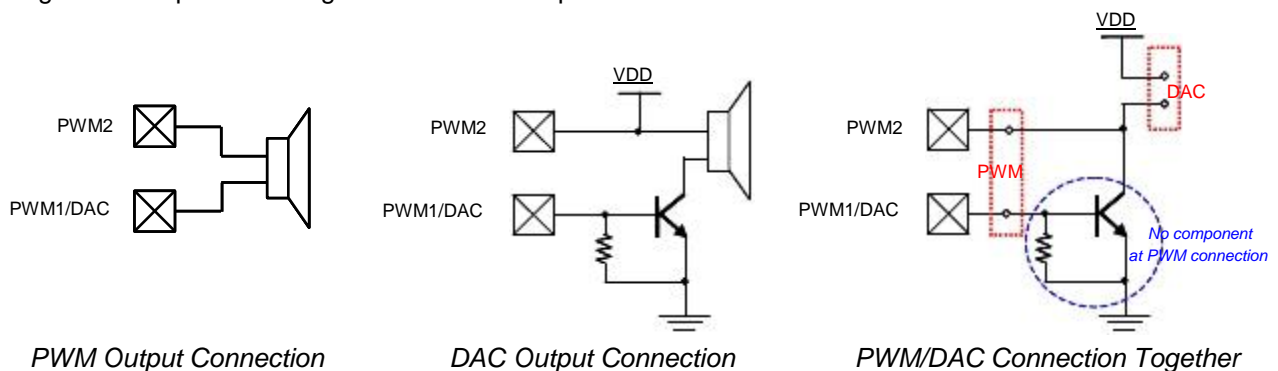 PWM2
PWM1/DAC
PWM Output Connection
VDD
PWM2
PWM1/DAC
DAC Output Connection
VDD
DAC
PWM2
PWM
PWM1/DAC
No component
at PWM connection
PWM/DAC Connection Together